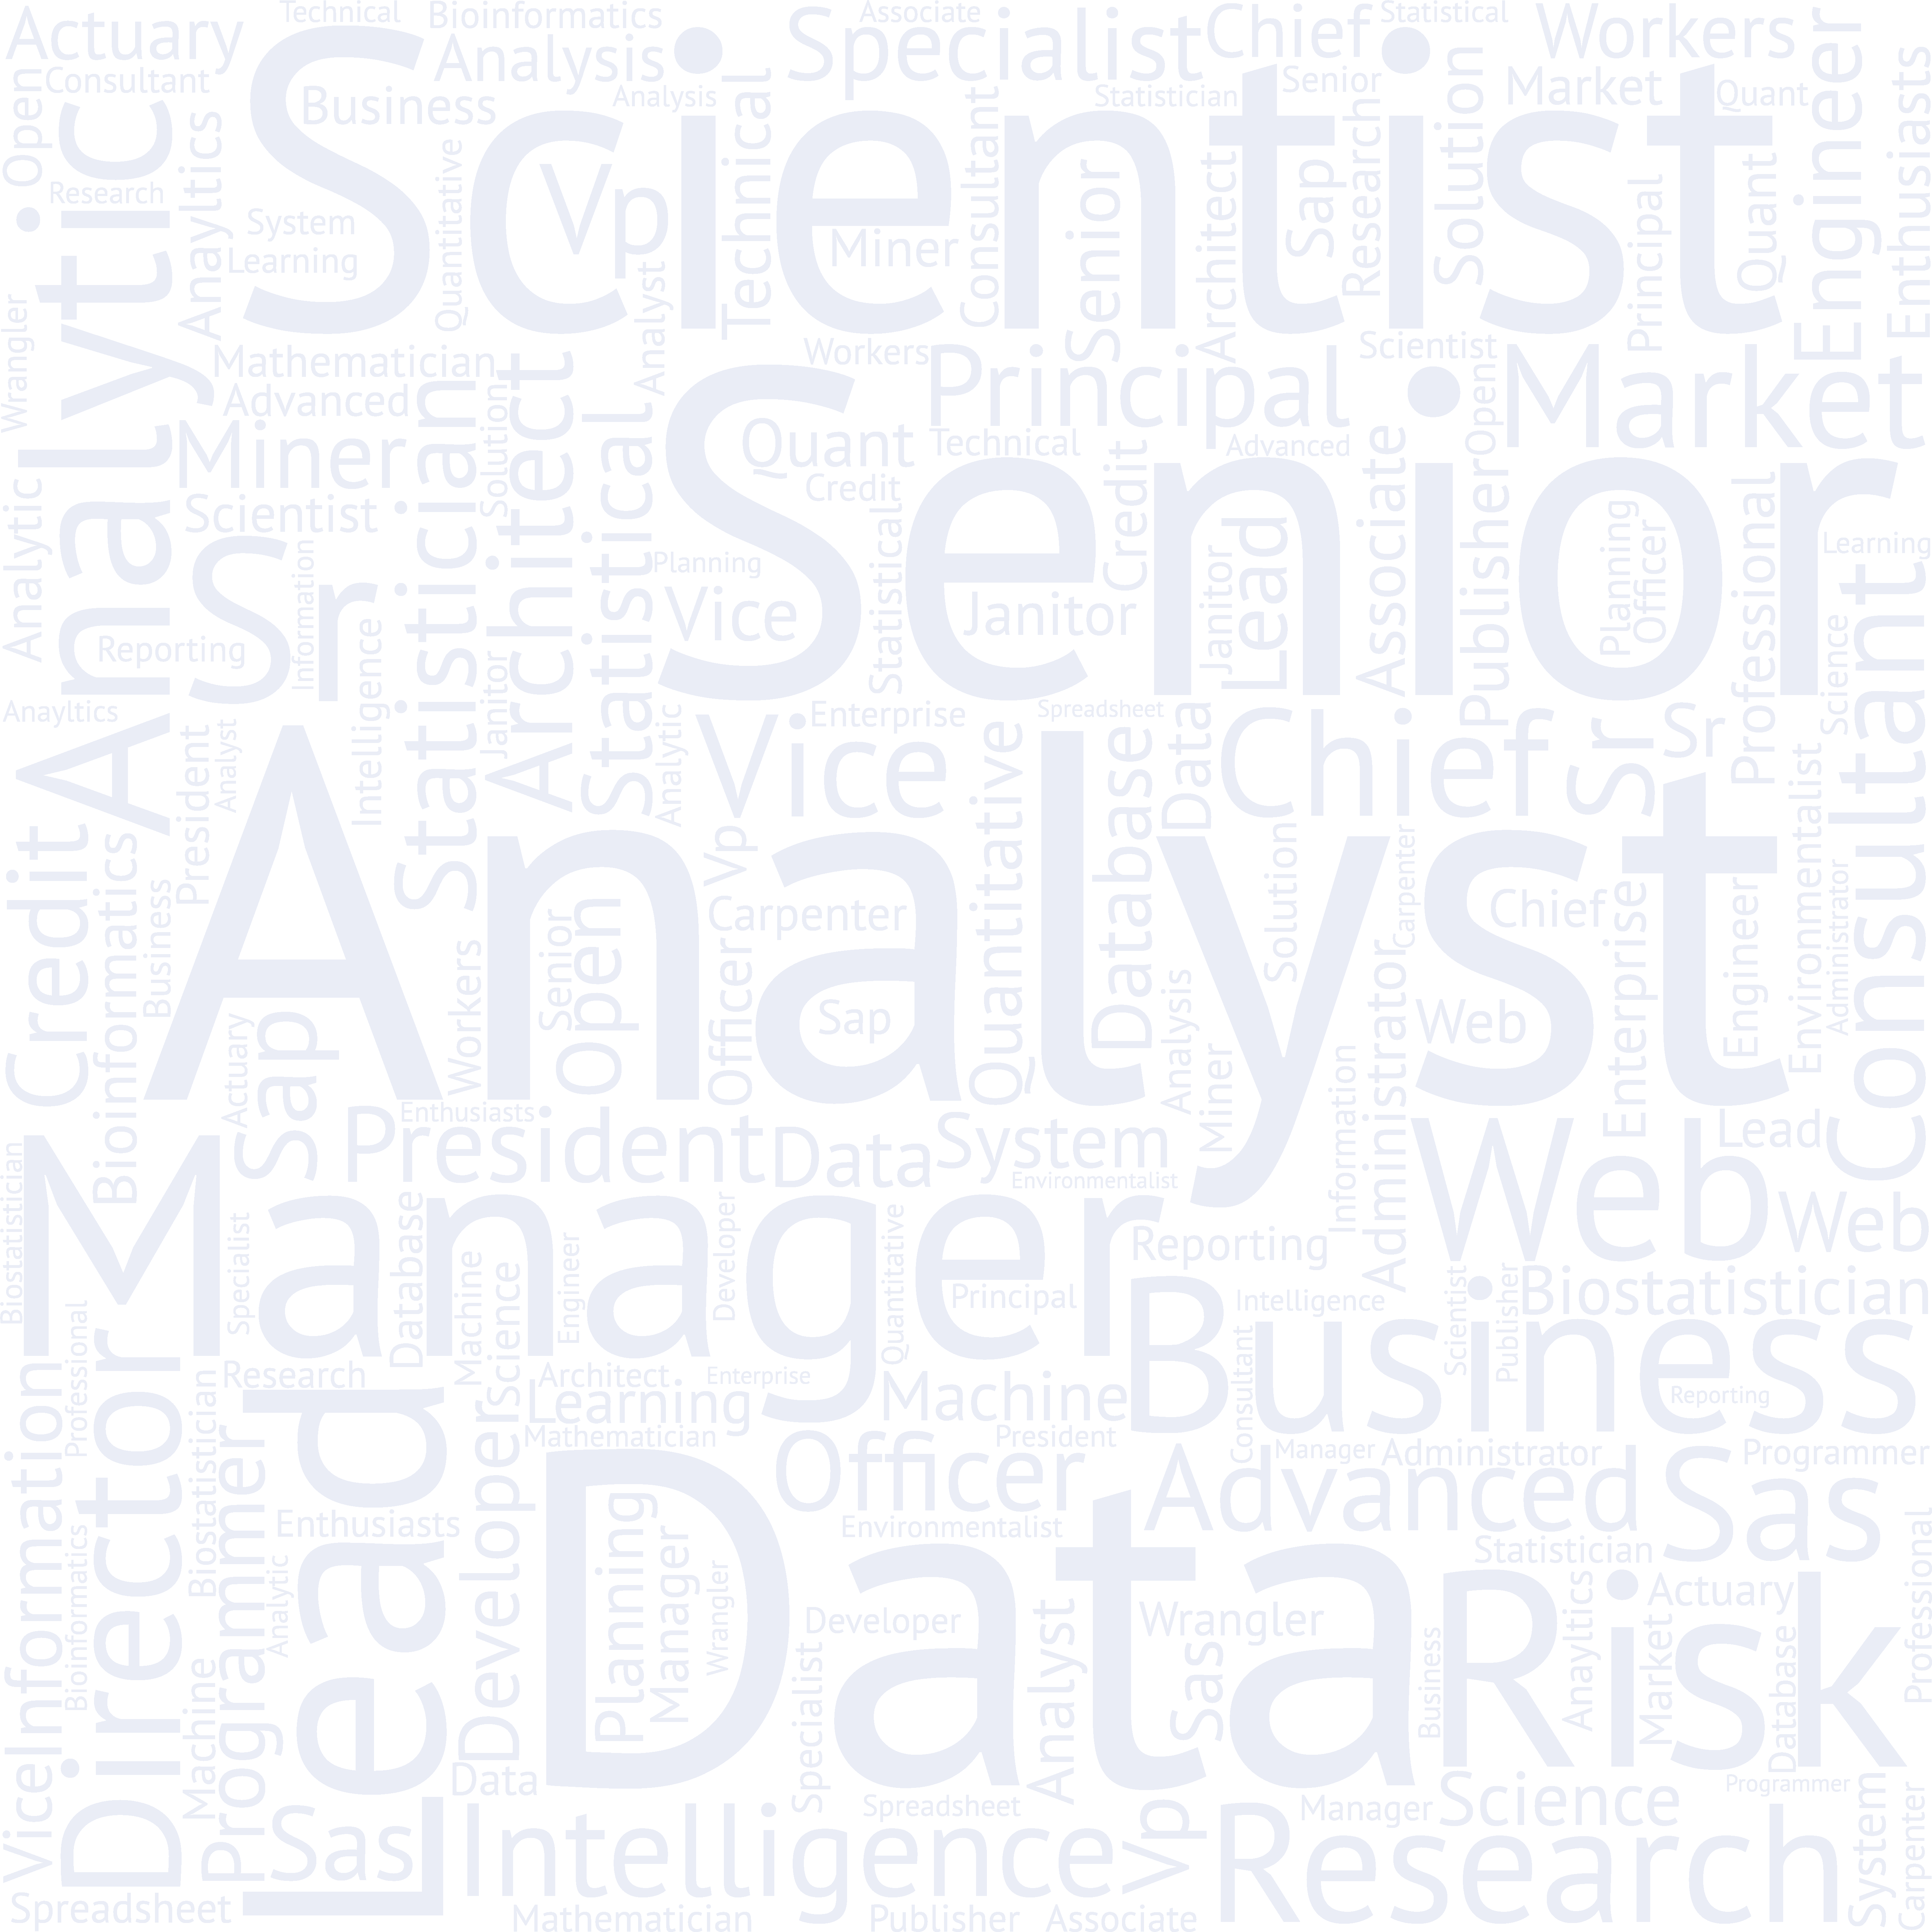 Technical Bioinformatics Associate Chief Statistical Workers
Actuary Analysis Specialist
Consultant Business Analysis Statistician Senior Market Quant
Open
Analytic
Anayltics
Research
Scientist
System
Learning
Quantitative
Vp
Analyst
Technical
Miner
Consultant
Senior
Architect
Sap
Research
Solution
Principal
Quant
Engineer
Enthusiasts
Wrangler
Mathematician
Advanced
Miner
Scientist
Statistician
Solution
Architect
Statistical
Workers
Principal
Scientist
Open
Market
Quant
Technical
Advanced
Credit
Senior
Credit
Associate
Publisher
Professional
Learning
Analytic
Sr
Information
Reporting
Intelligence
Janitor
Planning
Vice
Statistical
Janitor
Janitor
Lead
Planning
Officer
Science
Consultant
Anayltics
President
Analyst
Analytic
Vice
Enterprise
Spreadsheet
Data
Chief
Sr
Sr
Credit
Bioinformatics
Business
Analyst
Vp
Quantitative
Database
Solution
Carpenter
Environmentalist
Administrator
Carpenter
Chief
Enterprise
Engineer
Sap
Actuary
Workers
Senior
Open
Officer
Sap
Analysis
Miner
Information
Administrator
Web
Enthusiasts
President
Data
System
Environmentalist
Web
Lead
Web
Biostatistician
Manager
Specialist
Database
Machine
Science
Engineer
Developer
Quantitative
Principal
Reporting
Intelligence
Scientist
Publisher
Biostatistician
Business
Professional
Information
Director
Research
Architect
Enterprise
Learning
Machine
Mathematician
President
Consultant
Manager
Administrator
Reporting
Programmer
Biostatistician
Programmer
Lead
Enthusiasts
Developer
Officer
Advanced
Sas
Environmentalist
Statistician
Professional
Bioinformatics
Analytic
Data
Planning
Manager
Wrangler
Developer
Specialist
Analyst
Wrangler
Sas
Business
Risk
Anayltics
Actuary
Market
Database
Machine
Vice
Data
Spreadsheet
Vp
Manager
Science
Programmer
Sas
Intelligence
Research
System
Carpenter
Spreadsheet
Mathematician
Publisher
Associate